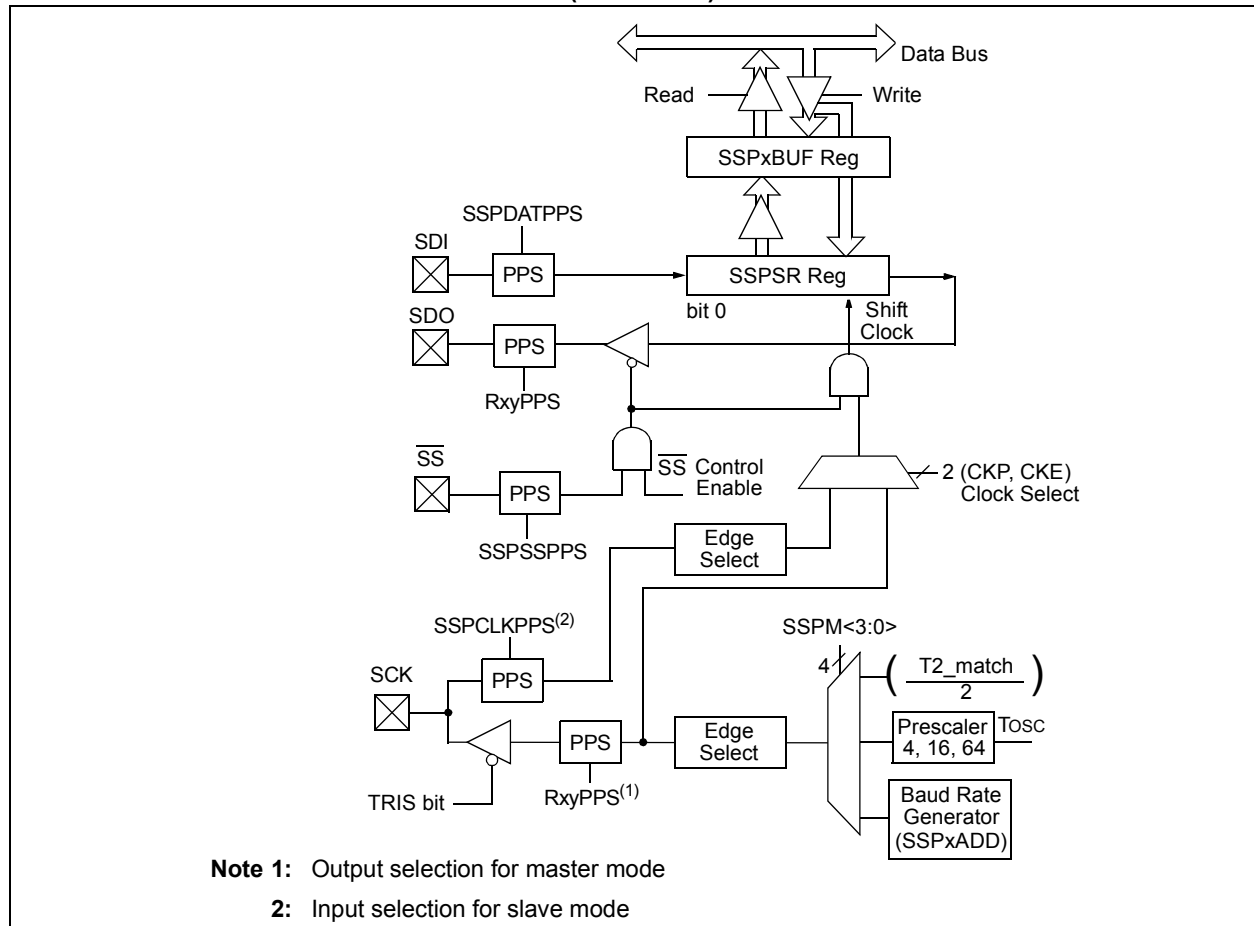 Data Bus
Read
Write
SSPxBUF Reg
SSPDATPPS
SDI
PPS
SSPSR Reg
bit 0
Shift
Clock
SDO
PPS
RxyPPS
SS
PPS
SS Control
Enable
SSPSSPPS
2 (CKP, CKE)
Clock Select
Edge
Select
SSPCLKPPS(2)
SSPM<3:0>
4
SCK
PPS
( T2_match
2 )
PPS
Edge
Select
Prescaler
4, 16, 64
TOSC
TRIS bit
RxyPPS(1)
Baud Rate
Generator
(SSPxADD)
Note 1: Output selection for master mode
2: Input selection for slave mode